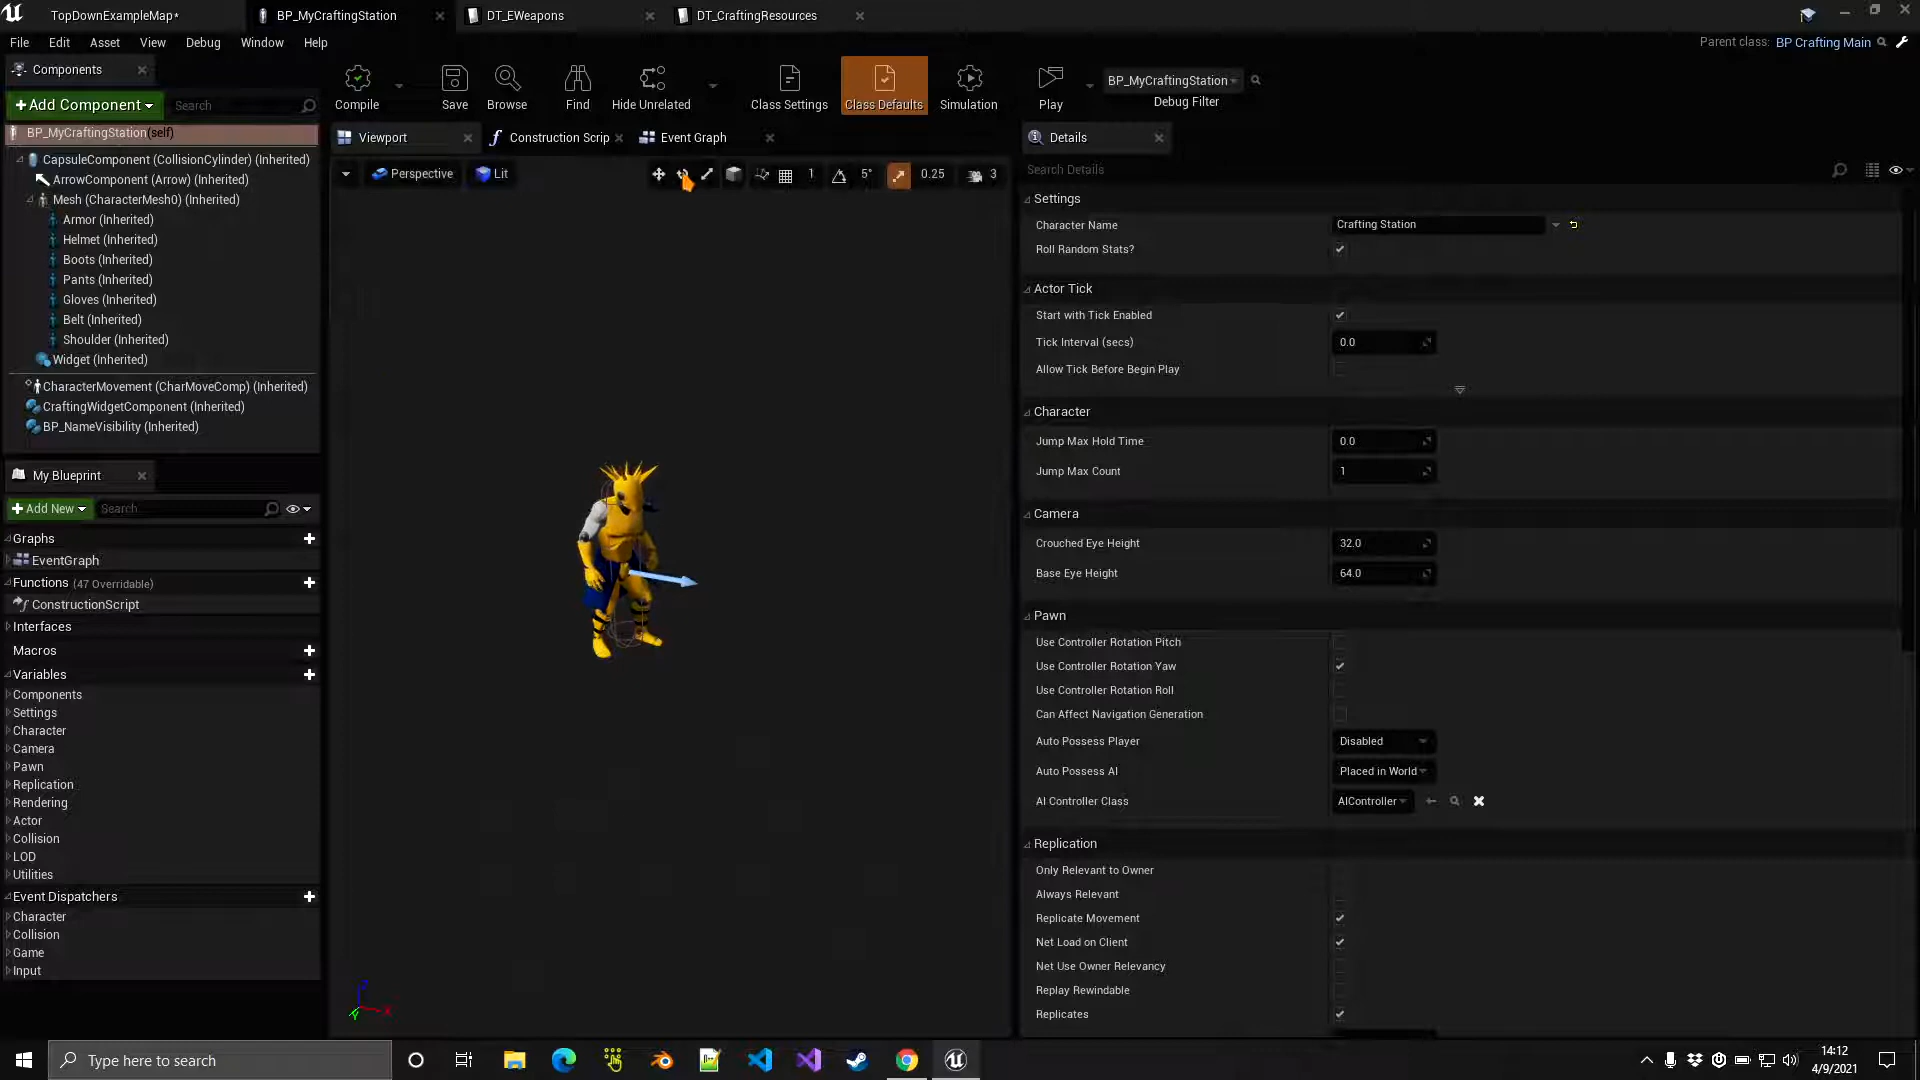 TopDownExampleMap*
BP_MyCraftingStation
DT_EWeapons
DT_CraftingResources
File Edit Asset View Debug Window Help
Parent class: BP Crafting Main
Components
+Add Component
Search
Compile
Save
Browse
Find
Hide Unrelated
Class Settings
Class Defaults
Simulation
Play
BP_MyCraftingStation
Debug Filter
BP_MyCraftingStation(self)
CapsuleComponent (CollisionCylinder) (Inherited)
ArrowComponent (Arrow) (Inherited)
Mesh (CharacterMesh0) (Inherited)
Armor (Inherited)
Helmet (Inherited)
Boots (Inherited)
Pants (Inherited)
Gloves (Inherited)
Belt (Inherited)
Shoulder (Inherited)
Widget (Inherited)
CharacterMovement (CharMoveComp) (Inherited)
CraftingWidgetComponent (Inherited)
BP_NameVisibility (Inherited)
My Blueprint
+Add New
Search
Graphs
EventGraph
Functions (47 Overridable)
ConstructionScript
Interfaces
Macros
Variables
Components
Settings
Character
Camera
Pawn
Replication
Rendering
Actor
Collision
LOD
Utilities
Event Dispatchers
Character
Collision
Game
Input
Viewport
Construction Scrip
Event Graph
Perspective
Lit
1
5°
0.25
3
Z
X
Y
Details
Search Details
Settings
Character Name Crafting Station
Roll Random Stats?
Actor Tick
Start with Tick Enabled
Tick Interval (secs) 0.0
Allow Tick Before Begin Play
Character
Jump Max Hold Time 0.0
Jump Max Count 1
Camera
Crouched Eye Height 32.0
Base Eye Height 64.0
Pawn
Use Controller Rotation Pitch
Use Controller Rotation Yaw
Use Controller Rotation Roll
Can Affect Navigation Generation
Auto Possess Player Disabled
Auto Possess AI Placed in World
AI Controller Class AIController
Replication
Only Relevant to Owner
Always Relevant
Replicate Movement
Net Load on Client
Net Use Owner Relevancy
Replay Rewindable
Replicates
Type here to search
14:12
4/9/2021